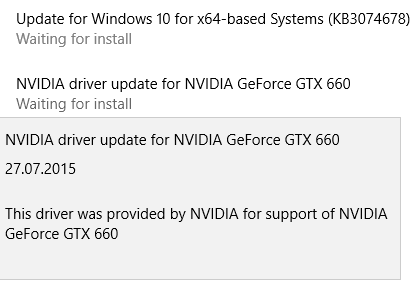 Update for Windows 10 for x64-based Systems (KB3074678)
Waiting for install
NVIDIA driver update for NVIDIA GeForce GTX 660
Waiting for install
NVIDIA driver update for NVIDIA GeForce GTX 660
27.07.2015
This driver was provided by NVIDIA for support of NVIDIA
GeForce GTX 660